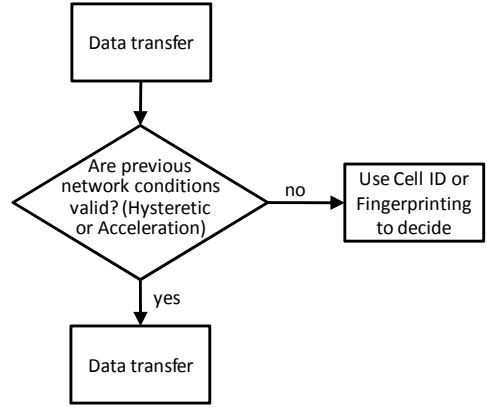 Data transfer
Are previous
network conditions
valid? (Hysteretic
or Acceleration)
no
Use Cell ID or
Fingerprinting
to decide
yes
Data transfer